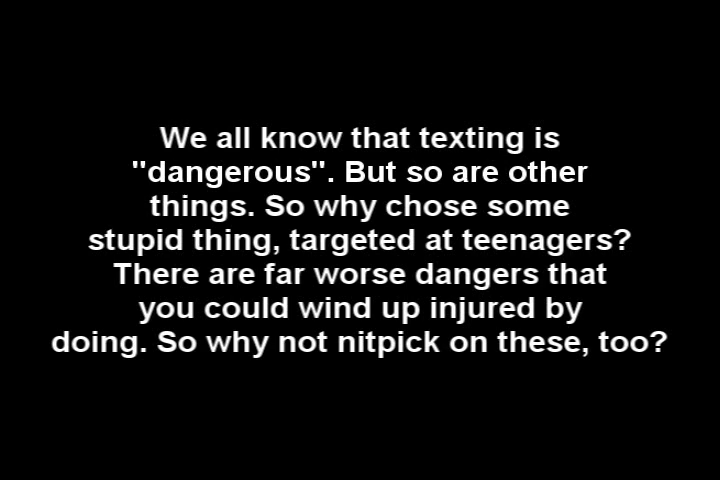 We all know that texting is
"dangerous". But so are other
things. So why chose some
stupid thing, targeted at teenagers?
There are far worse dangers that
you could wind up injured by
doing. So why not nitpick on these, too?